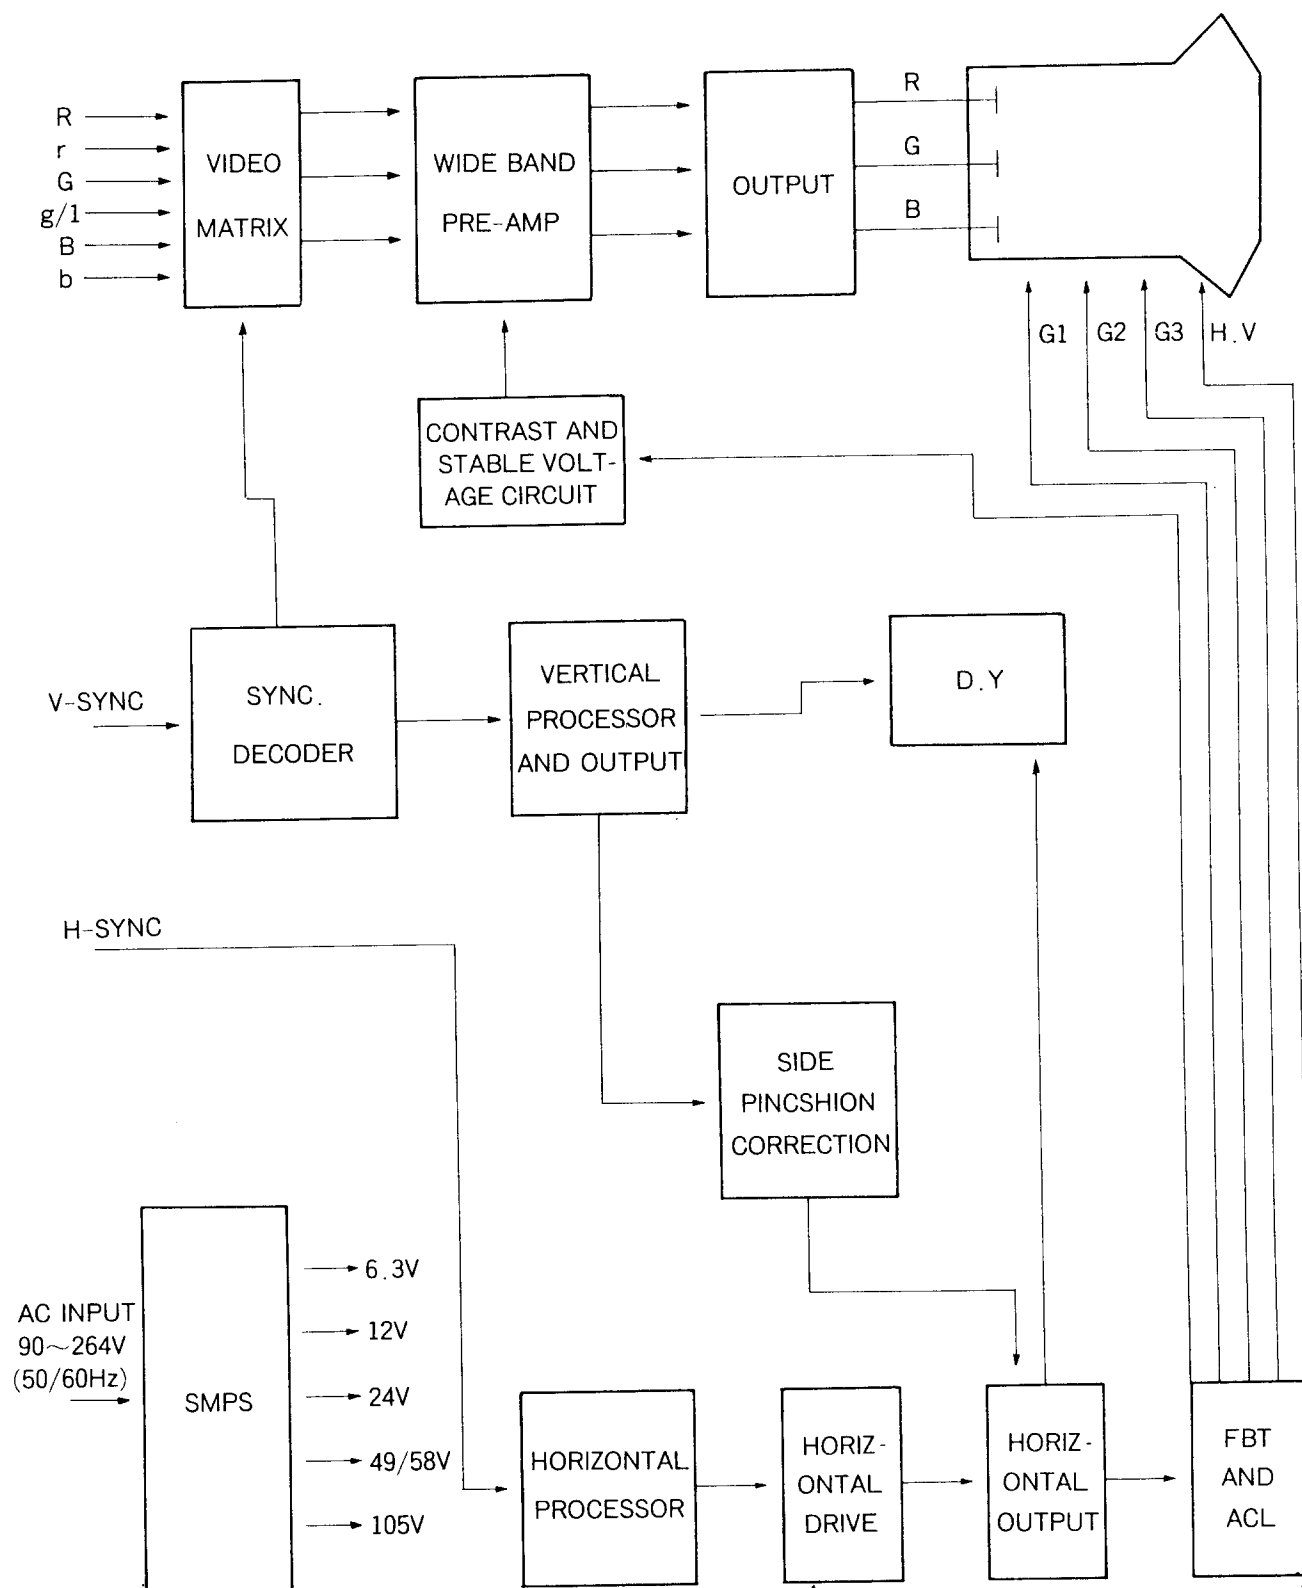 R
r
G
g/1
B
b
VIDEO
MATRIX
WIDE BAND
PRE-AMP
OUTPUT
R
G
B
G1
G2
G3
H.V
CONTRAST AND
STABLE VOLT-
AGE CIRCUIT
V-SYNC
SYNC.
DECODER
VERTICAL
PROCESSOR
AND OUTPUT
D.Y
H-SYNC
SIDE
PINCSHION
CORRECTION
AC INPUT
90~264V
(50/60Hz)
SMPS
6.3V
12V
24V
49/58V
105V
HORIZONTAL
PROCESSOR
HORIZ-
ONTAL
DRIVE
HORIZ-
ONTAL
OUTPUT
FBT
AND
ACL